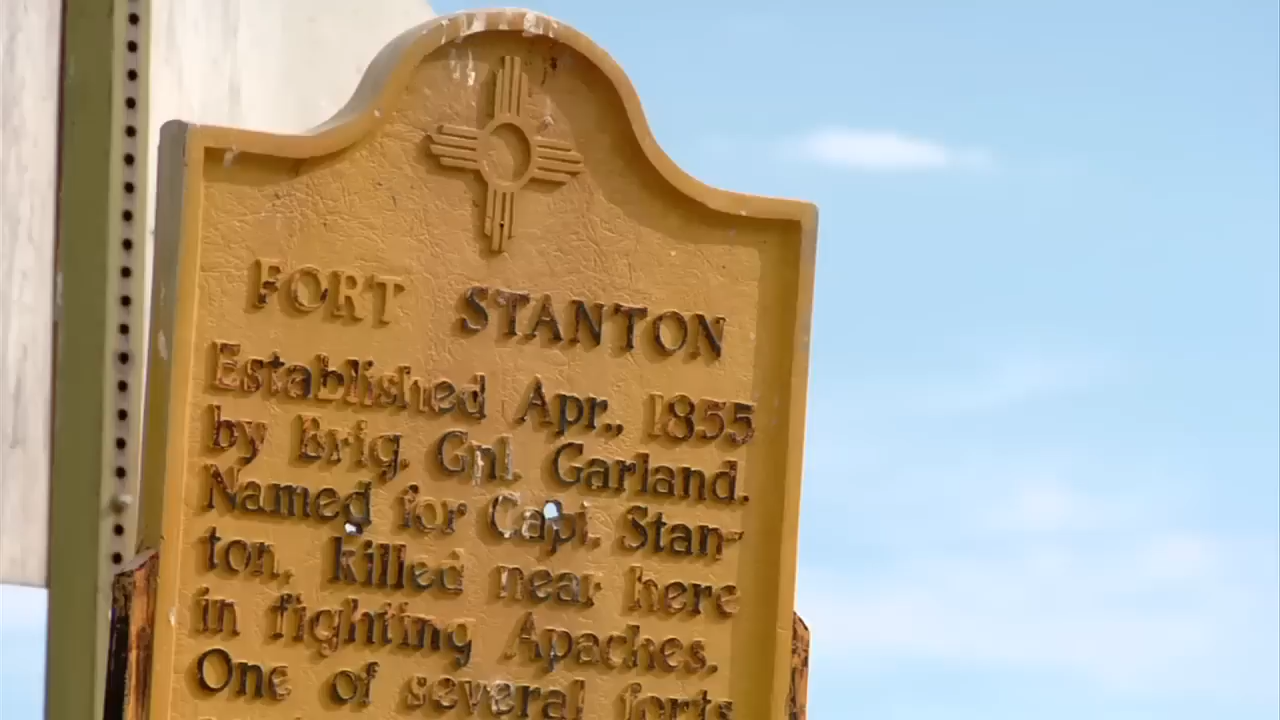 FORT STANTON
Established Apr., 1855
by Brig. Gnl. Garland.
Named for Capt. Stan-
ton, killed near here
in fighting Apaches.
One of several forts